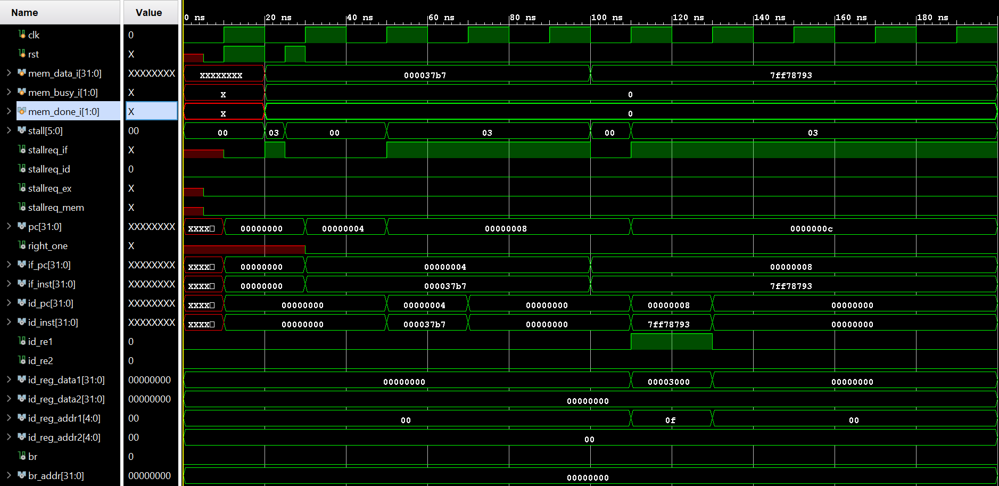 Name Value 0 ns 20 ns 40 ns 60 ns 80 ns 100 ns 120 ns 140 ns 160 ns 180 ns
clk 0
rst X
mem_data_i[31:0] XXXXXXXX XXXXXXXXX 000037b7 7ff78793
mem_busy_i[1:0] X X 0
mem_done_i[1:0] X X 0
stall[5:0] 00 00 03 00 03 00 03
stallreq_if X
stallreq_id 0
stallreq_ex X
stallreq_mem X
pc[31:0] XXXXXXXX XXXX□ 00000000 00000004 00000008 0000000c
right_one X
if_pc[31:0] XXXXXXXX XXXX□ 00000000 00000004 00000008
if_inst[31:0] XXXXXXXX XXXX□ 00000000 000037b7 7ff78793
id_pc[31:0] XXXXXXXX XXXX□ 00000000 00000004 00000000 00000008 00000000
id_inst[31:0] XXXXXXXX XXXX□ 00000000 000037b7 00000000 7ff78793 00000000
id_re1 0
id_re2 0
id_reg_data1[31:0] 00000000 00000000 00003000 00000000
id_reg_data2[31:0] 00000000 00000000
id_reg_addr1[4:0] 00 00 0f 00
id_reg_addr2[4:0] 00 00
br 0
br_addr[31:0] 00000000 00000000